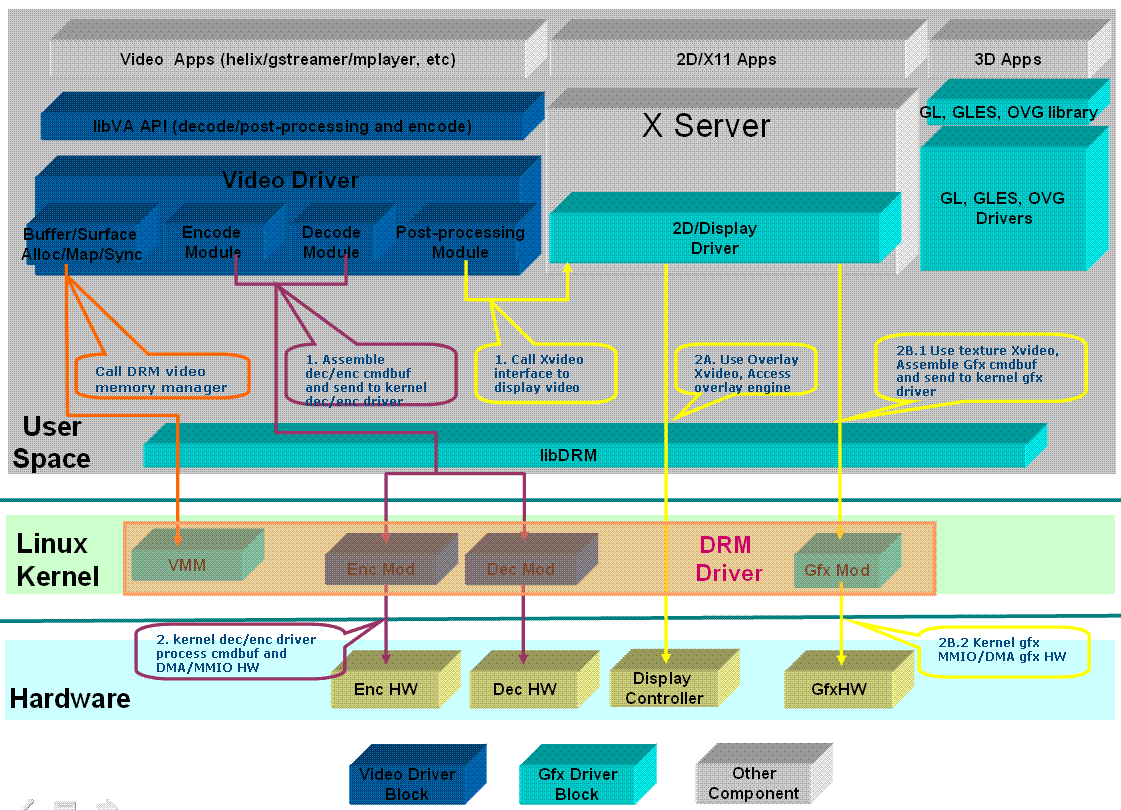 Video Apps (helix/gstreamer/mplayer, etc)
2D/X11 Apps
3D Apps
libVA API (decode/post-processing and encode)
X Server
GL, GLES, OVG library
Video Driver
GL, GLES, OVG
Drivers
Buffer/Surface
Alloc/Map/Sync
Encode
Module
Decode
Module
Post-processing
Module
2D/Display
Driver
Call DRM video
memory manager
1. Assemble
dec/enc cmdbuf
and send to kernel
dec/enc driver
1. Call Xvideo
interface to
display video
2A. Use Overlay
Xvideo, Access
overlay engine
2B.1 Use texture Xvideo,
Assemble Gfx cmdbuf
and send to kernel gfx
driver
User
Space
libDRM
Linux
Kernel
VMM
Enc Mod
Dec Mod
DRM
Driver
Gfx Mod
2. kernel dec/enc driver
process cmdbuf and
DMA/MMIO HW
2B.2 Kernel gfx
MMIO/DMA gfx HW
Hardware
Enc HW
Dec HW
Display
Controller
GfxHW
Video Driver
Block
Gfx Driver
Block
Other
Component